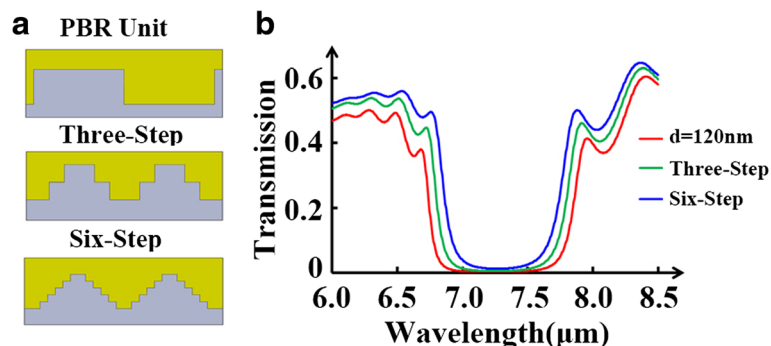 a
PBR Unit
Three-Step
Six-Step
b
Transmission
0.6
0.4
0.2
0
6.0 6.5 7.0 7.5 8.0 8.5
Wavelength(μm)
d=120nm
Three-Step
Six-Step